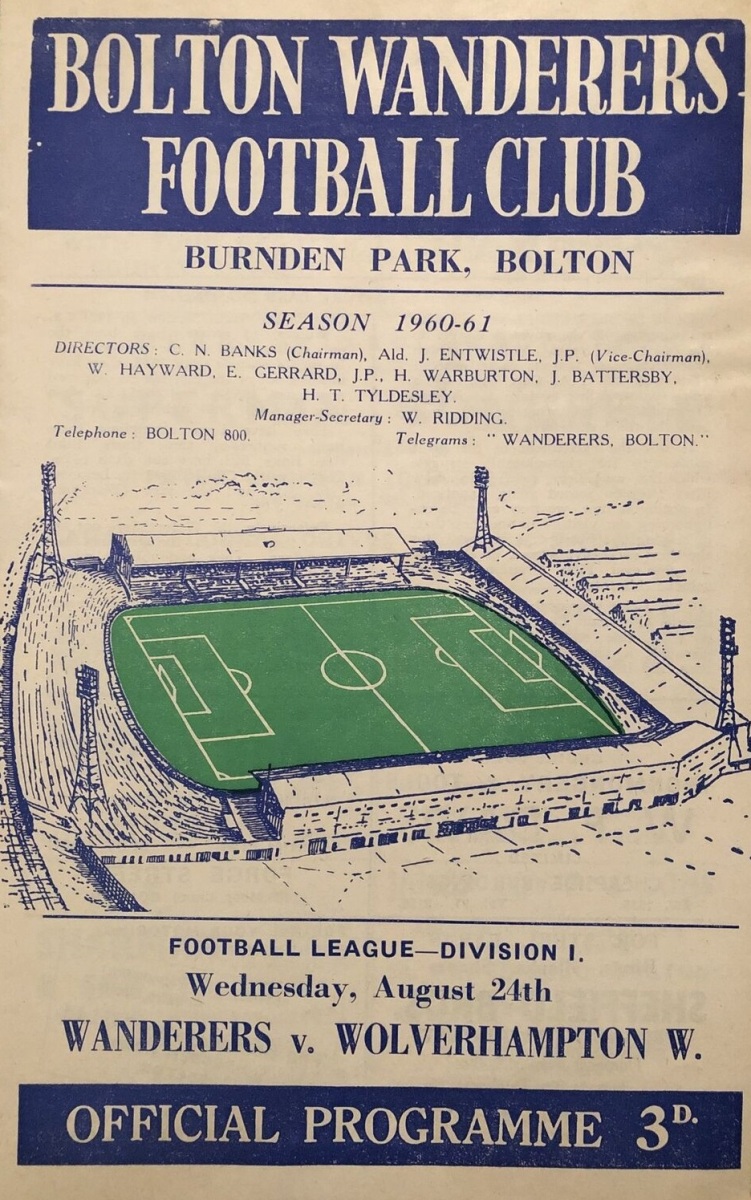 BOLTON WANDERERS
FOOTBALL CLUB
BURNDEN PARK, BOLTON
SEASON 1960-61
DIRECTORS: C. N. BANKS (Chairman), Ald. J. ENTWISTLE, J.P. (Vice-Chairman),
W. HAYWARD, E. GERRARD, J.P., H. WARBURTON, J. BATTERSBY,
H. T. TYLDESLEY.
Manager-Secretary: W. RIDDING.
Telephone: BOLTON 800. Telegrams: "WANDERERS, BOLTON."
FOOTBALL LEAGUE—DIVISION I.
Wednesday, August 24th
WANDERERS v. WOLVERHAMPTON W.
OFFICIAL PROGRAMME 3D.